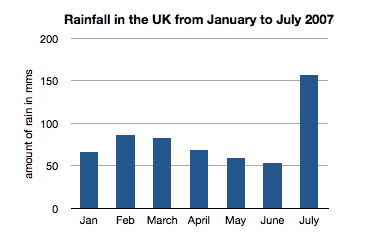 Rainfall in the UK from January to July 2007
200
150
100
50
0
amount of rain in mms
Jan Feb March April May June July